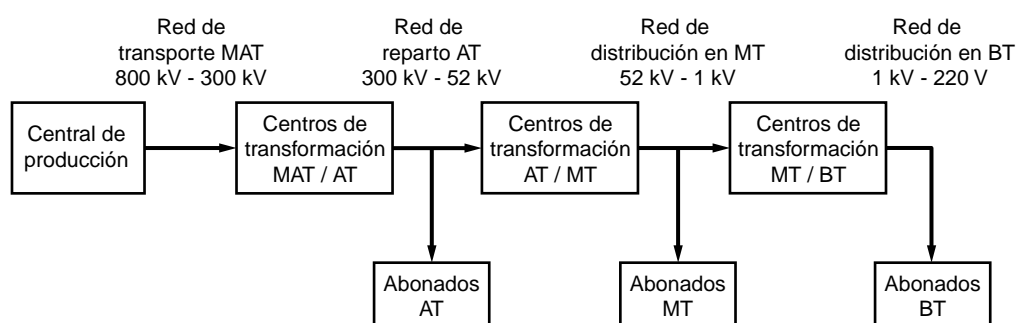 Red de
transporte MAT
800 kV - 300 kV
Red de
reparto AT
300 kV - 52 kV
Red de
distribución en MT
52 kV - 1 kV
Red de
distribución en BT
1 kV - 220 V
Central de
producción
Centros de
transformación
MAT / AT
Centros de
transformación
AT / MT
Centros de
transformación
MT / BT
Abonados
AT
Abonados
MT
Abonados
BT